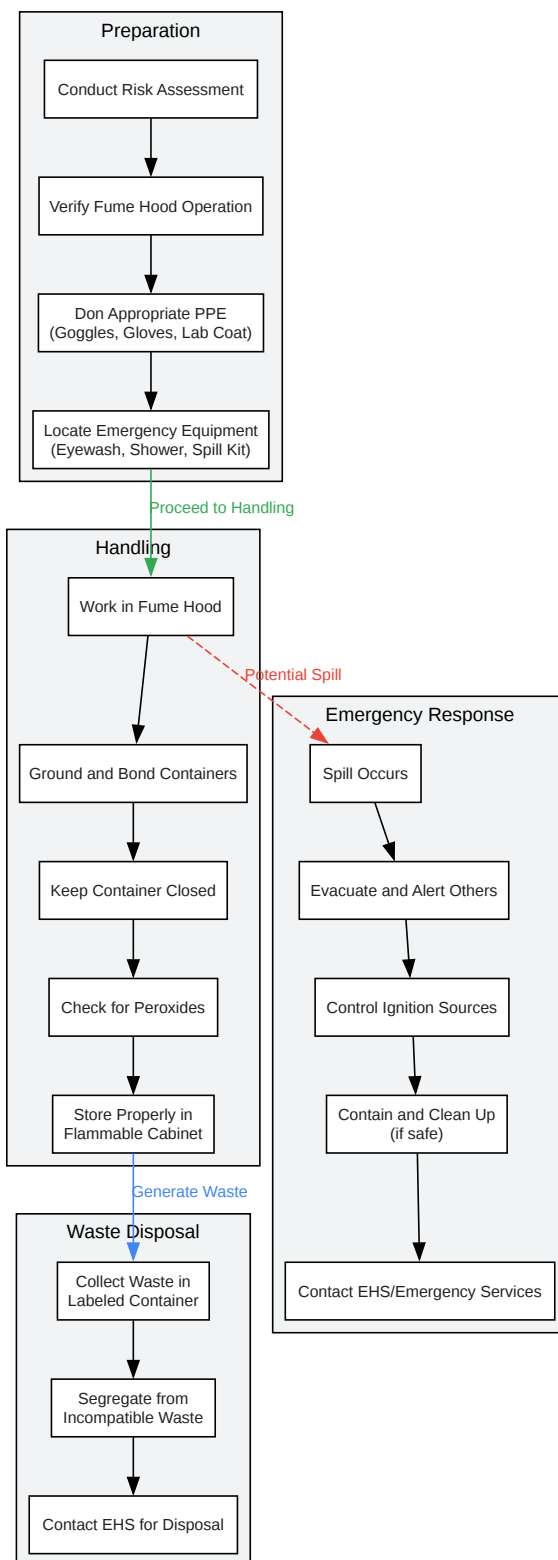 Preparation
Conduct Risk Assessment
Verify Fume Hood Operation
Don Appropriate PPE
(Goggles, Gloves, Lab Coat)
Locate Emergency Equipment
(Eyewash, Shower, Spill Kit)
Proceed to Handling
Handling
Work in Fume Hood
Potential Spill
Ground and Bond Containers
Keep Container Closed
Check for Peroxides
Store Properly in
Flammable Cabinet
Emergency Response
Spill Occurs
Evacuate and Alert Others
Control Ignition Sources
Contain and Clean Up
(if safe)
Contact EHS/Emergency Services
Generate Waste
Waste Disposal
Collect Waste in
Labeled Container
Segregate from
Incompatible Waste
Contact EHS for Disposal